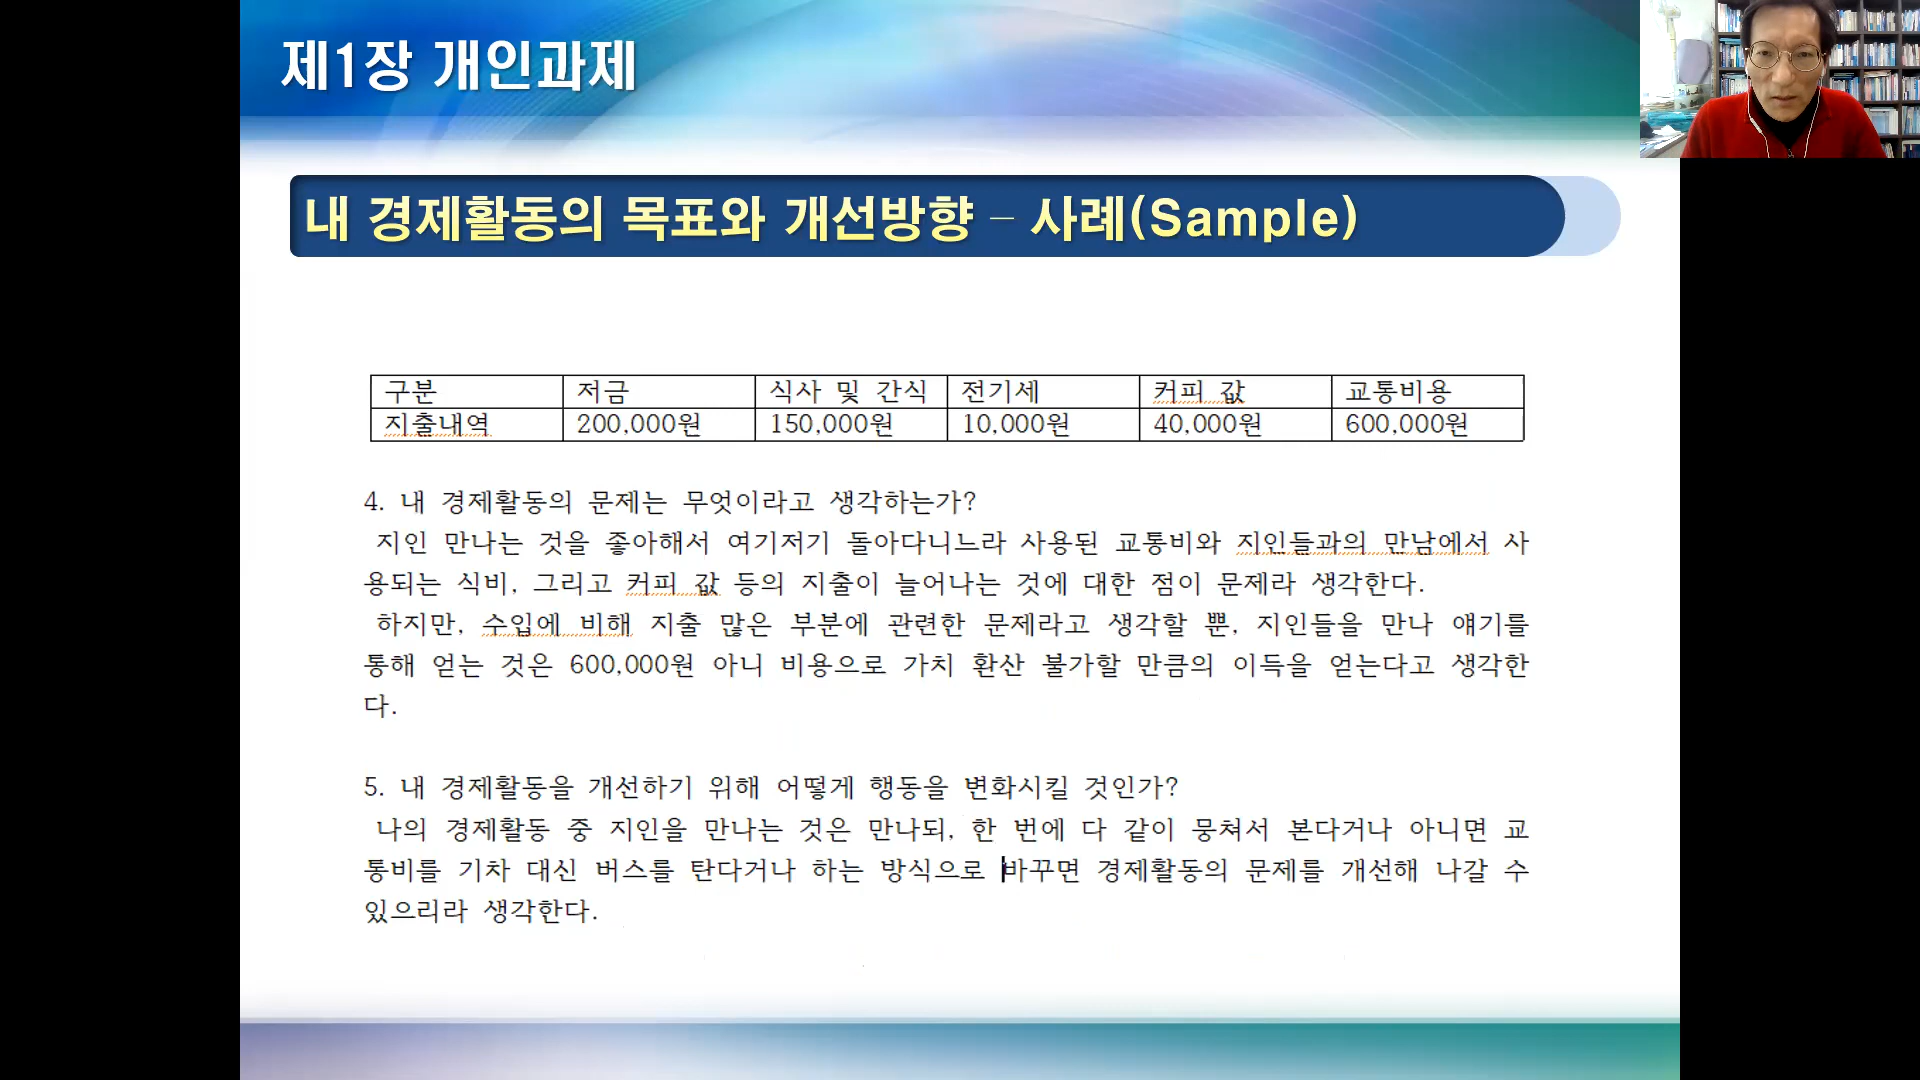 제1장 개인과제
내 경제활동의 목표와 개선방향 – 사례(Sample)
구분 저금 식사 및 간식 전기세 커피 값 교통비용
지출내역 200,000원 150,000원 10,000원 40,000원 600,000원
4. 내 경제활동의 문제는 무엇이라고 생각하는가?
지인 만나는 것을 좋아해서 여기저기 돌아다니느라 사용된 교통비와 지인들과의 만남에서 사
용되는 식비, 그리고 커피 값 등의 지출이 늘어나는 것에 대한 점이 문제라 생각한다.
하지만, 수입에 비해 지출 많은 부분에 관련한 문제라고 생각할 뿐, 지인들을 만나 얘기를
통해 얻는 것은 600,000원 아니 비용으로 가치 환산 불가할 만큼의 이득을 얻는다고 생각한
다.
5. 내 경제활동을 개선하기 위해 어떻게 행동을 변화시킬 것인가?
나의 경제활동 중 지인을 만나는 것은 만나되, 한 번에 다 같이 뭉쳐서 본다거나 아니면 교
통비를 기차 대신 버스를 탄다거나 하는 방식으로 바꾸면 경제활동의 문제를 개선해 나갈 수
있으리라 생각한다.